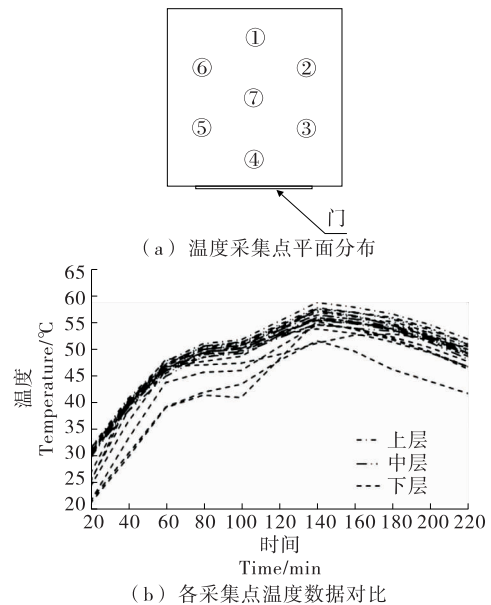 ①
⑥ ②
⑦
⑤ ③
④
门
（a）温度采集点平面分布
65
60
55
50
45
40
35
30
25
20
温度
Temperature/℃
上层
中层
下层
20 40 60 80 100 120 140 160 180 200 220
时间
Time/min
（b）各采集点温度数据对比